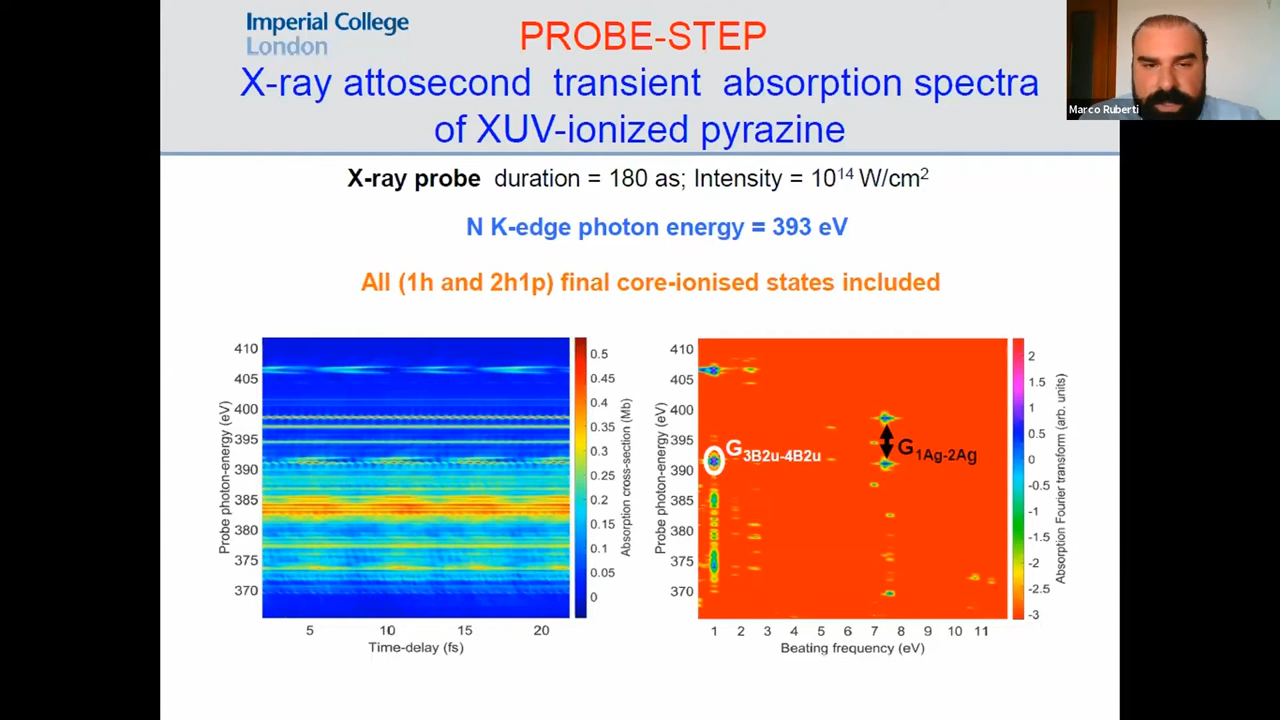 Imperial College
London
PROBE-STEP
X-ray attosecond transient absorption spectra
of XUV-ionized pyrazine
Marco Ruberti
X-ray probe duration = 180 as; Intensity = 10¹⁴ W/cm²
N K-edge photon energy = 393 eV
All (1h and 2h1p) final core-ionised states included
410
405
400
395
390
385
380
375
370
Probe photon-energy (eV)
5 10 15 20
Time-delay (fs)
0.5
0.45
0.4
0.35
0.3
0.25
0.2
0.15
0.1
0.05
0
Absorption cross-section (Mb)
410
405
400
395
390
385
380
375
370
Probe photon-energy (eV)
G3B2u-4B2u
G1Ag-2Ag
1 2 3 4 5 6 7 8 9 10 11
Beating frequency (eV)
2
1.5
1
0.5
0
-0.5
-1
-1.5
-2
-2.5
-3
Absorption Fourier transform (arb. units)